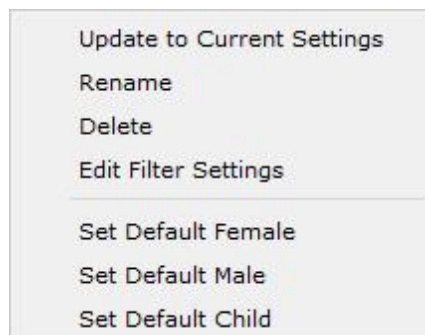 Update to Current Settings
Rename
Delete
Edit Filter Settings
Set Default Female
Set Default Male
Set Default Child